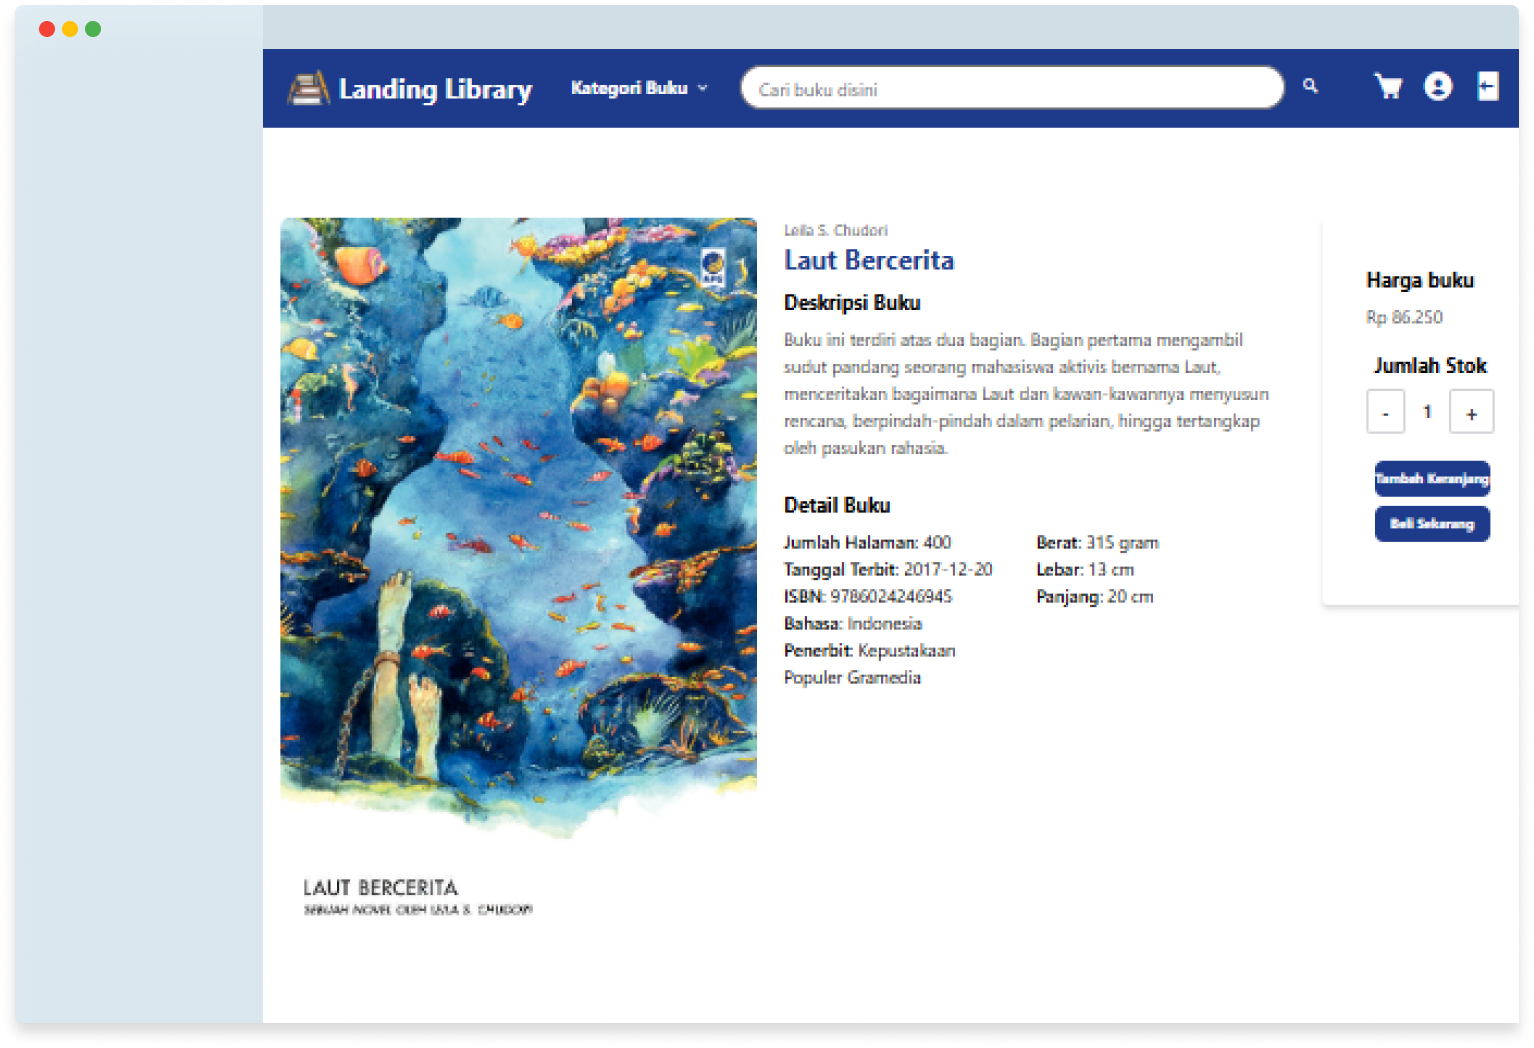 Landing Library
Kategori Buku
Cari buku disini
KPG
Leila S. Chudori
Laut Bercerita
Deskripsi Buku
Buku ini terdiri atas dua bagian. Bagian pertama mengambil
sudut pandang seorang mahasiswa aktivis bernama Laut,
menceritakan bagaimana Laut dan kawan-kawannya menyusun
rencana, berpindah-pindah dalam pelarian, hingga tertangkap
oleh pasukan rahasia.
Detail Buku
Jumlah Halaman: 400
Tanggal Terbit: 2017-12-20
ISBN: 9786024246945
Bahasa: Indonesia
Penerbit: Kepustakaan
Populer Gramedia
Berat: 315 gram
Lebar: 13 cm
Panjang: 20 cm
Harga buku
Rp 86.250
Jumlah Stok
- 1 +
Tambah Keranjang
Beli Sekarang
LAUT BERCERITA
SEBUAH NOVEL OLEH LEILA S. CHUDORI